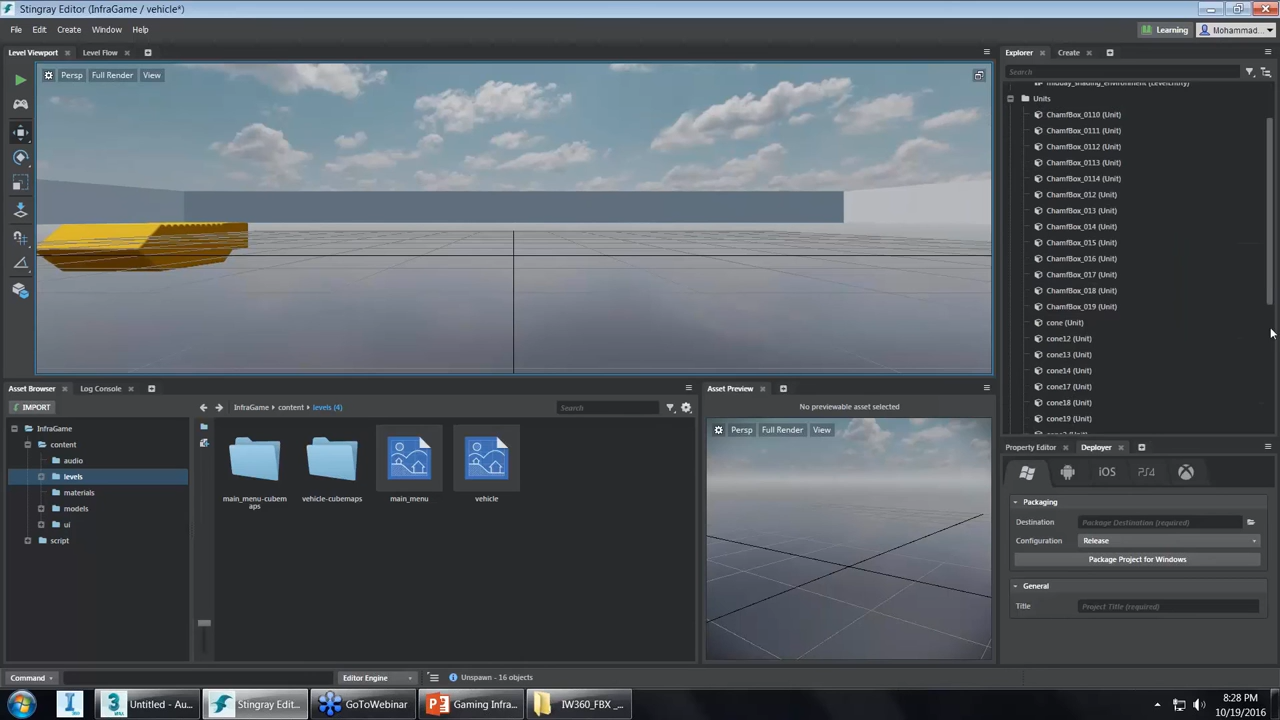 Stingray Editor (InfraGame / vehicle*)
File Edit Create Window Help
Learning Mohammad...
Level Viewport Level Flow
Persp Full Render View
Explorer Create
Search
midday_shading_environment (LevelEntity)
Units
ChamfBox_0110 (Unit)
ChamfBox_0111 (Unit)
ChamfBox_0112 (Unit)
ChamfBox_0113 (Unit)
ChamfBox_0114 (Unit)
ChamfBox_012 (Unit)
ChamfBox_013 (Unit)
ChamfBox_014 (Unit)
ChamfBox_015 (Unit)
ChamfBox_016 (Unit)
ChamfBox_017 (Unit)
ChamfBox_018 (Unit)
ChamfBox_019 (Unit)
cone (Unit)
cone12 (Unit)
cone13 (Unit)
cone14 (Unit)
cone17 (Unit)
cone18 (Unit)
cone19 (Unit)
Asset Browser Log Console
IMPORT
InfraGame
content
audio
levels
materials
models
ui
script
InfraGame content levels (4)
Search
main_menu-cubem
aps
vehicle-cubemaps
main_menu
vehicle
Asset Preview
No previewable asset selected
Persp Full Render View
Property Editor Deployer
iOS PS4
Packaging
Destination Package Destination (required)
Configuration Release
Package Project for Windows
General
Title Project Title (required)
Command Editor Engine Unspawn - 16 objects
Untitled - Au... Stingray Edit... GoToWebinar Gaming Infra... IW360_FBX _...
8:28 PM
10/19/2016